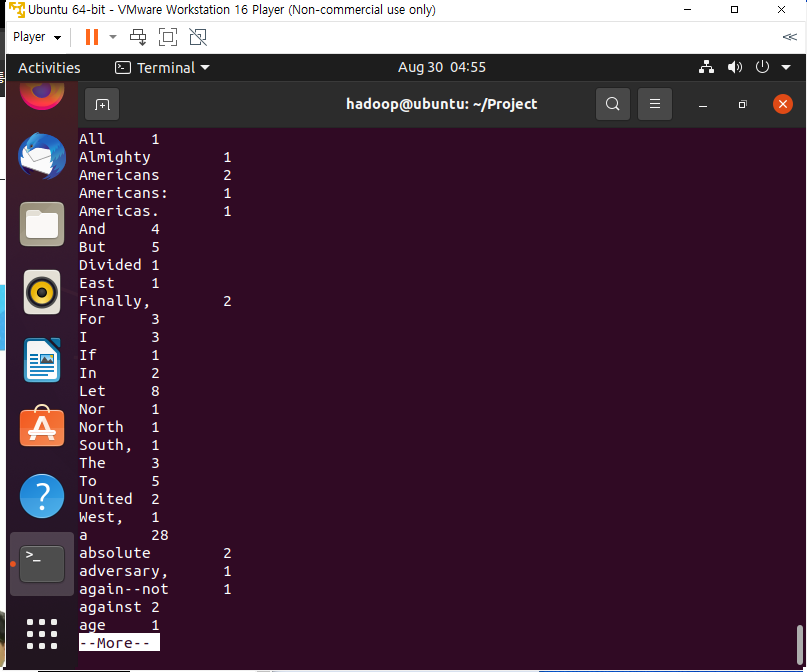 Ubuntu 64-bit - VMware Workstation 16 Player (Non-commercial use only)
Player
Activities Terminal Aug 30 04:55
hadoop@ubuntu: ~/Project
All 1
Almighty 1
Americans 2
Americans: 1
Americas. 1
And 4
But 5
Divided 1
East 1
Finally, 2
For 3
I 3
If 1
In 2
Let 8
Nor 1
North 1
South, 1
The 3
To 5
United 2
West, 1
a 28
absolute 2
adversary, 1
again--not 1
against 2
age 1
--More--